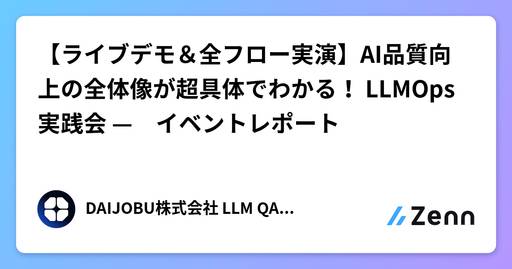 【ライブデモ＆全フロー実演】AI品質向
上の全体像が超具体でわかる！ LLMOps
実践会 —　イベントレポート
DAIJOBU株式会社 LLM QA...
Zenn